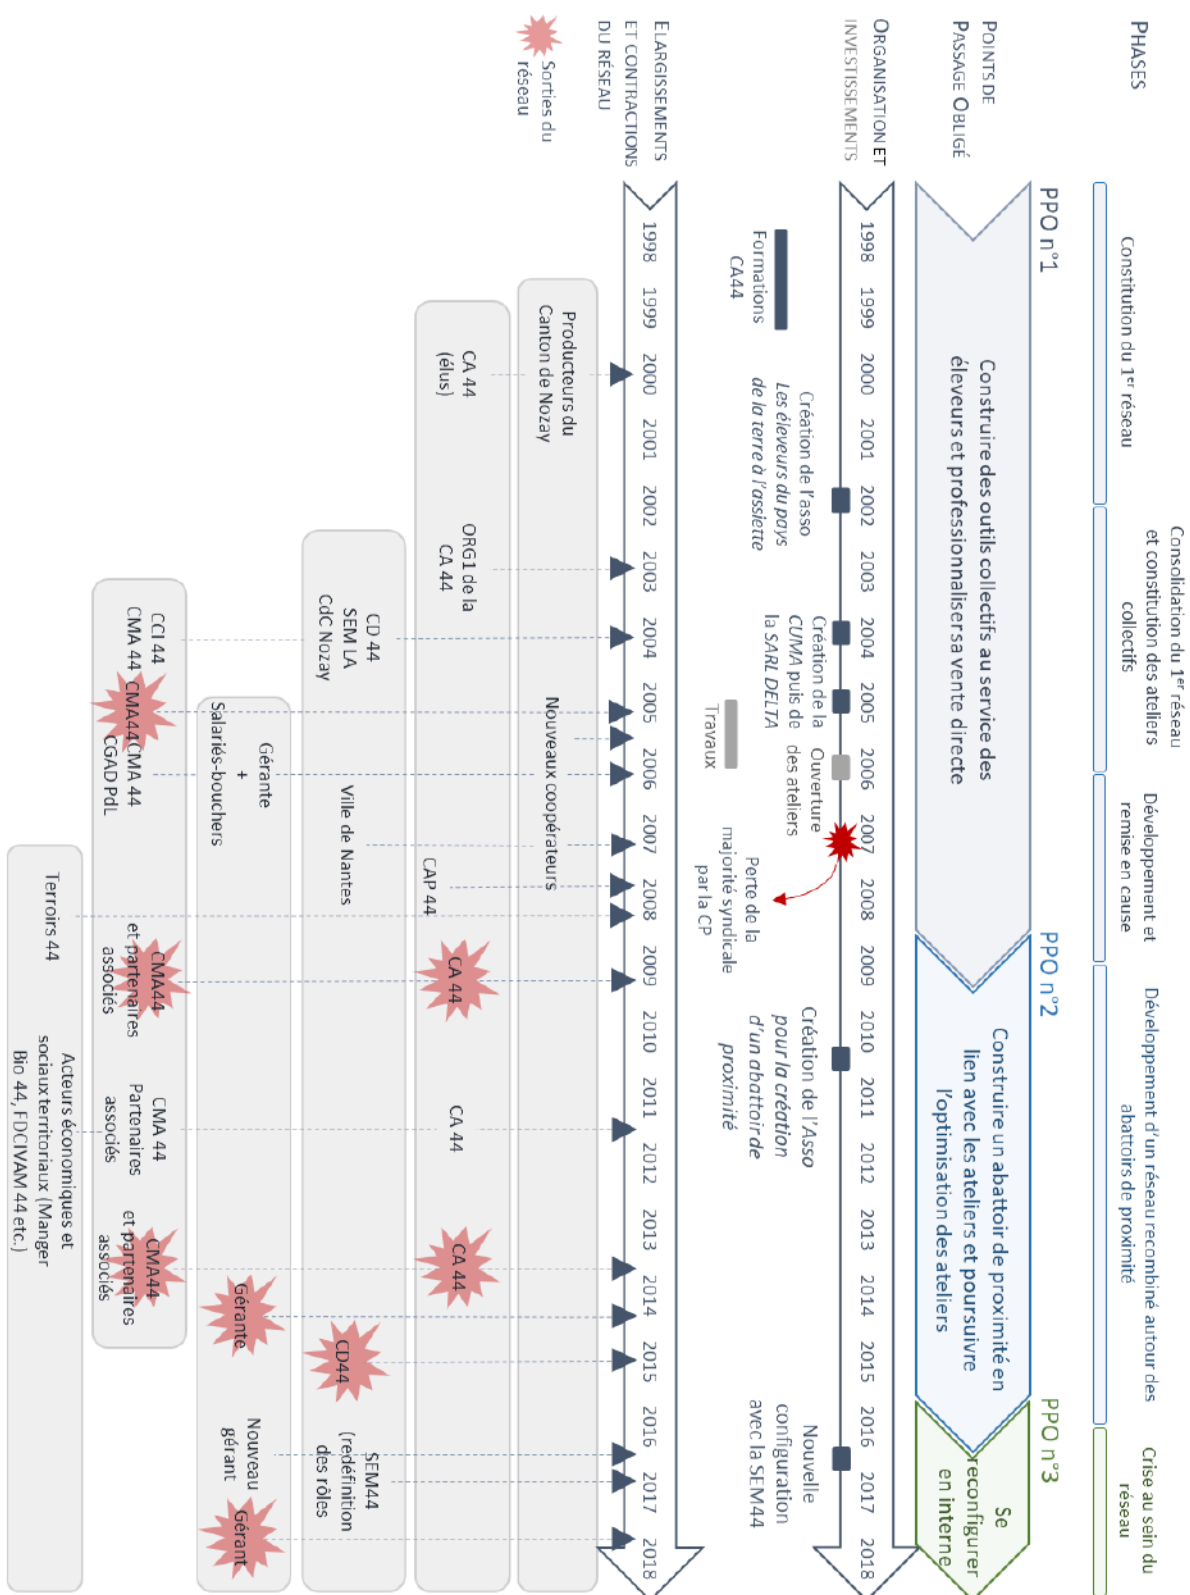 PHASES
Constitution du 1er réseau
Consolidation du 1er réseau
et constitution des ateliers
collectifs
Développement et
remise en cause
Développement d'un réseau recombiné autour des
abattoirs de proximité
Crise au sein du
réseau
POINTS DE
PASSAGE OBLIGÉ
PPO n°1
PPO n°2
PPO n°3
Construire des outils collectifs au service des
éleveurs et professionnaliser sa vente directe
Construire un abattoir de proximité en
lien avec les ateliers et poursuivre
l'optimisation des ateliers
Se
reconfigurer
en interne
ORGANISATION ET
INVESTISSEMENTS
1998 1999 2000 2001 2002 2003 2004 2005 2006 2007 2008 2009 2010 2011 2012 2013 2014 2015 2016 2017 2018
Formations
CA44
Création de l'asso
Les éleveurs du pays
de la terre à l'assiette
Création de la
CUMA puis de
la SARL DELTA
Ouverture
des ateliers
Travaux
Perte de la
majorité syndicale
par la CP
Création de l'Asso
pour la création
d'un abattoir de
proximité
Nouvelle
configuration
avec la SEM44
ELARGISSEMENTS
ET CONTRACTIONS
DU RÉSEAU
1998 1999 2000 2001 2002 2003 2004 2005 2006 2007 2008 2009 2010 2011 2012 2013 2014 2015 2016 2017 2018
Sorties du
réseau
Producteurs du
Canton de Nozay
Nouveaux coopérateurs
CA 44
(élus)
ORG1 de la
CA 44
CAP 44
CA 44
CA 44
CA 44
CD 44
SEM LA
CdC Nozay
Ville de Nantes
CD44
SEM44
(redéfinition
des rôles
Gérante
+
Salariés-bouchers
Gérante
Nouveau
gérant
Gérant
CCI 44
CMA 44
CMA44
CMA 44
CGAD PdL
CMA44
et partenaires
associés
CMA 44
Partenaires
associés
CMA44
et partenaires
associés
Terroirs 44
Acteurs économiques et
sociaux territoriaux (Manger
Bio 44, FDCIVAM 44 etc.)